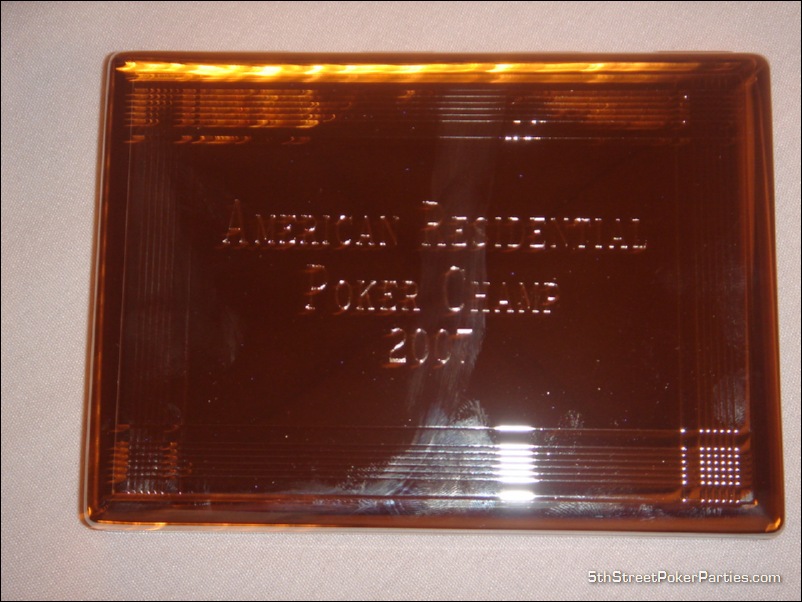 American Residential
Poker Champ
2007
5thStreetPokerParties.com